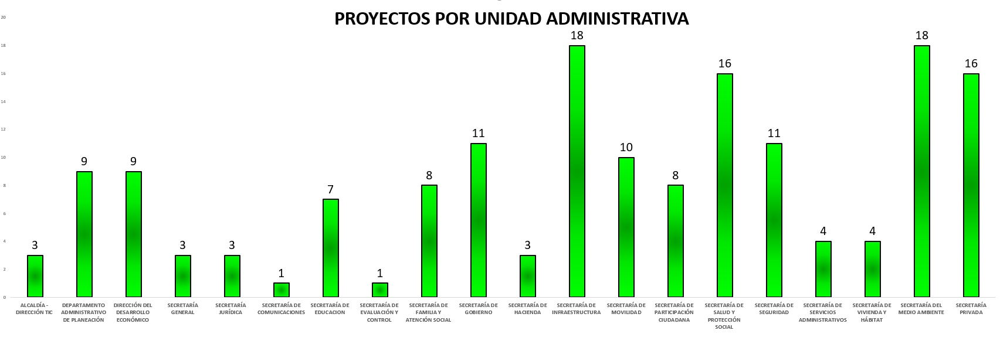 PROYECTOS POR UNIDAD ADMINISTRATIVA
20
18
16
14
12
10
8
6
4
2
0
3
9
9
3
3
1
7
1
8
11
3
18
10
8
16
11
4
4
18
16
ALCALDÍA -
DIRECCIÓN TIC
DEPARTAMENTO
ADMINISTRATIVO
DE PLANEACIÓN
DIRECCIÓN DEL
DESARROLLO
ECONÓMICO
SECRETARÍA
GENERAL
SECRETARÍA
JURÍDICA
SECRETARÍA DE
COMUNICACIONES
SECRETARÍA DE
EDUCACION
SECRETARÍA DE
EVALUACIÓN Y
CONTROL
SECRETARÍA DE
FAMILIA Y
ATENCIÓN SOCIAL
SECRETARÍA DE
GOBIERNO
SECRETARÍA DE
HACIENDA
SECRETARÍA DE
INFRAESTRUCTURA
SECRETARÍA DE
MOVILIDAD
SECRETARÍA DE
PARTICIPACIÓN
CIUDADANA
SECRETARÍA DE
SALUD Y
PROTECCIÓN
SOCIAL
SECRETARÍA DE
SEGURIDAD
SECRETARÍA DE
SERVICIOS
ADMINISTRATIVOS
SECRETARÍA DE
VIVIENDA Y
HÁBITAT
SECRETARÍA DEL
MEDIO AMBIENTE
SECRETARÍA
PRIVADA